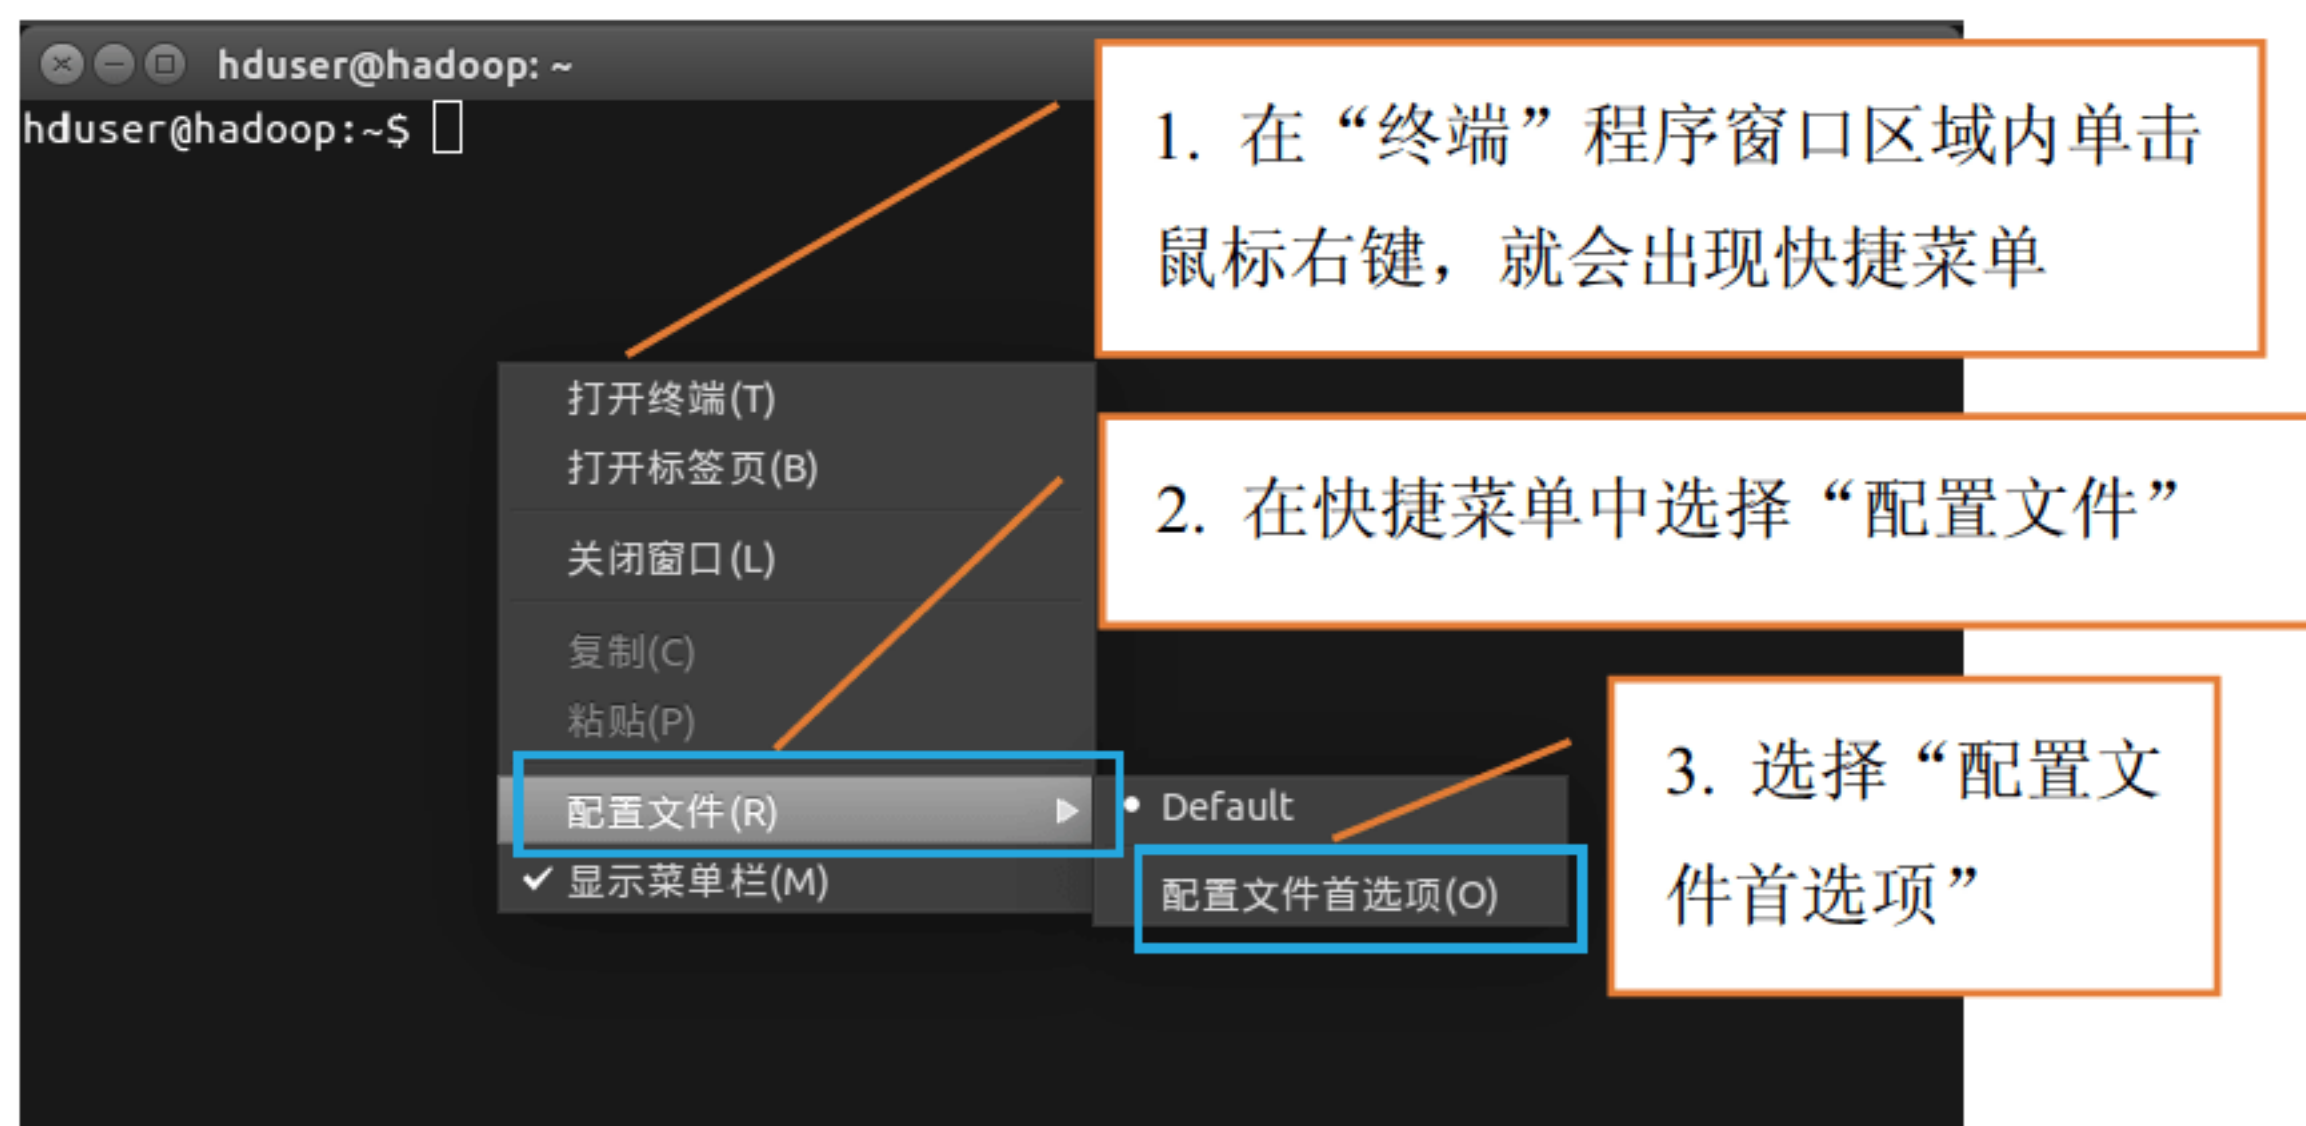 hduser@hadoop: ~
hduser@hadoop:~$
1. 在“终端”程序窗口区域内单击
鼠标右键，就会出现快捷菜单
打开终端(T)
打开标签页(B)
关闭窗口(L)
复制(C)
粘贴(P)
配置文件(R)
显示菜单栏(M)
2. 在快捷菜单中选择“配置文件”
Default
配置文件首选项(O)
3. 选择“配置文
件首选项”